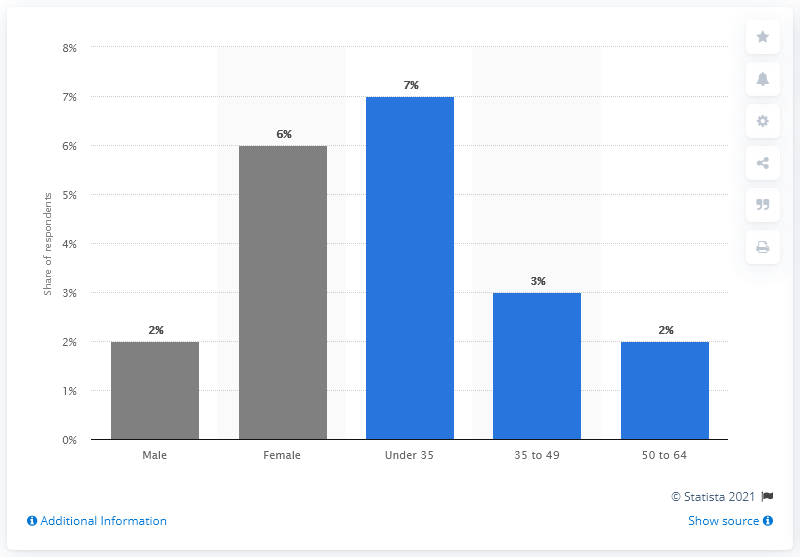 8%
7%
6%
5%
4%
3%
2%
1%
0%
Share of respondents
2%
6%
7%
3%
2%
Male
Female
Under 35
35 to 49
50 to 64
© Statista 2021
Additional Information
Show source